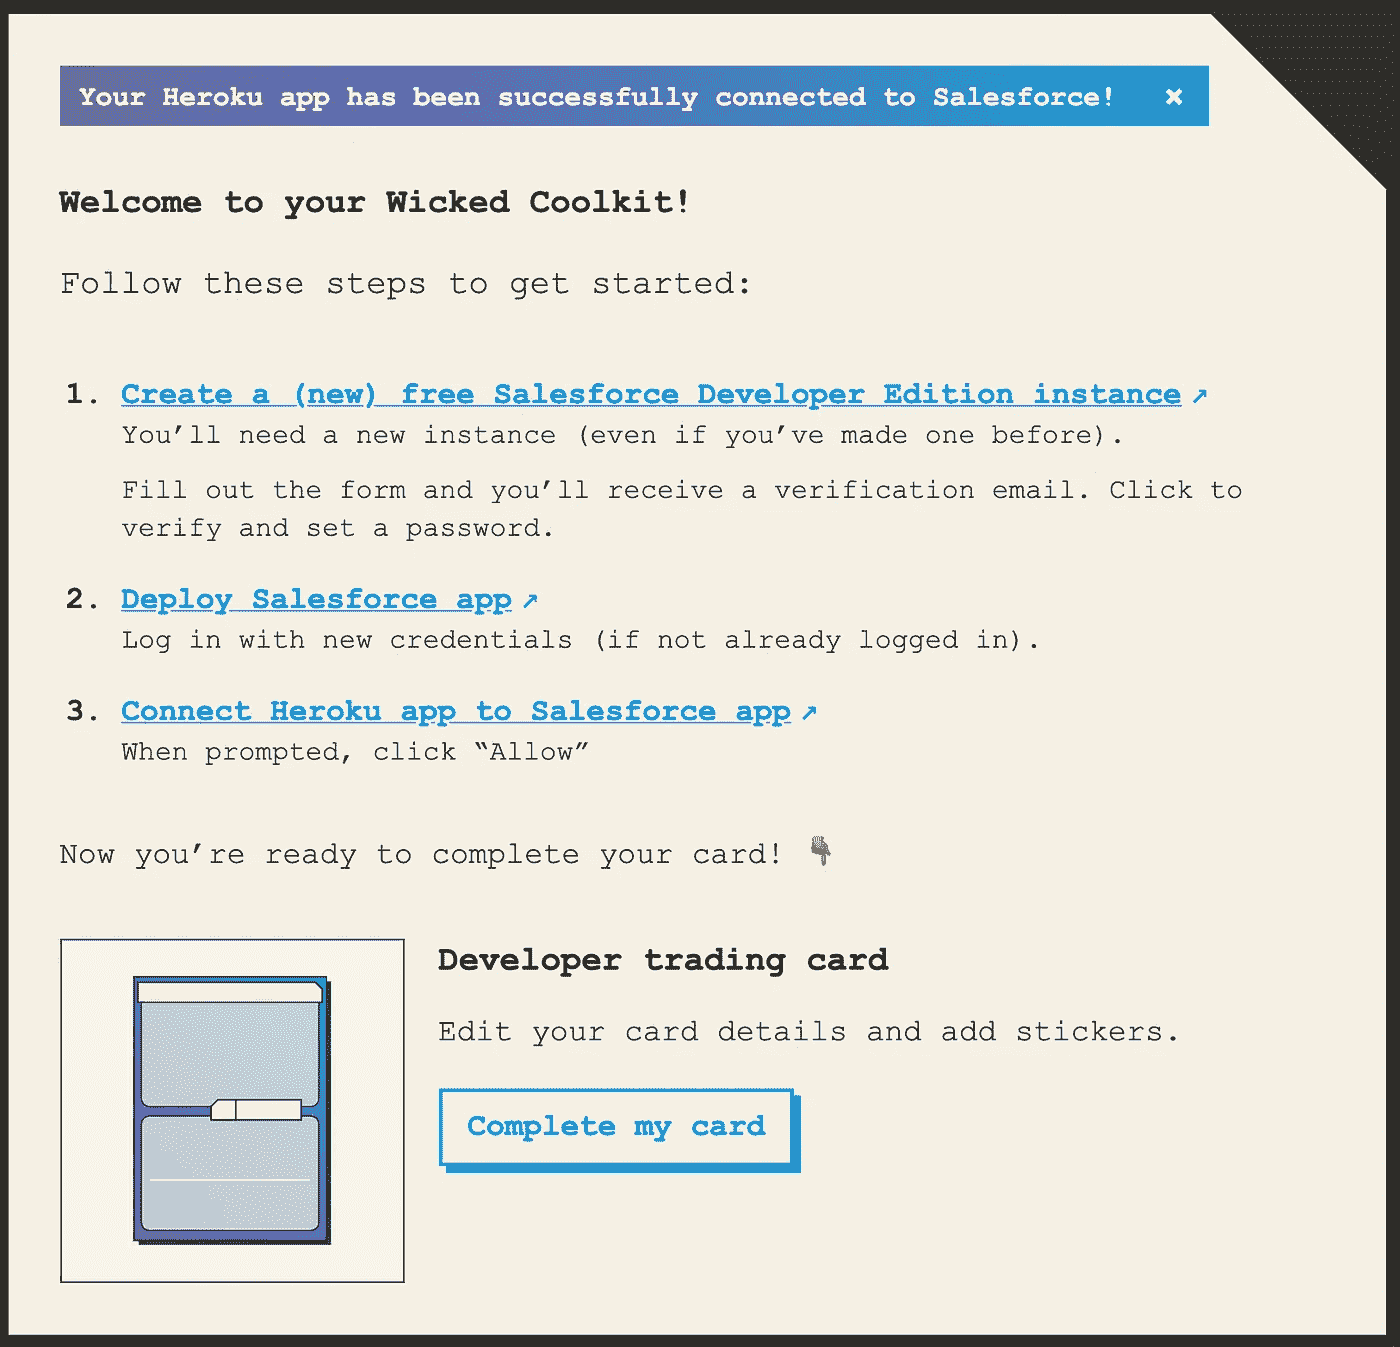 Your Heroku app has been successfully connected to Salesforce! ×
Welcome to your Wicked Coolkit!
Follow these steps to get started:
1. Create a (new) free Salesforce Developer Edition instance ↗
You’ll need a new instance (even if you’ve made one before).
Fill out the form and you’ll receive a verification email. Click to
verify and set a password.
2. Deploy Salesforce app ↗
Log in with new credentials (if not already logged in).
3. Connect Heroku app to Salesforce app ↗
When prompted, click “Allow”
Now you’re ready to complete your card! 👇
Developer trading card
Edit your card details and add stickers.
Complete my card